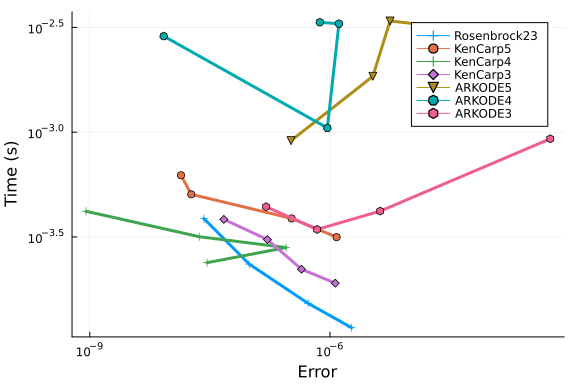 10^−2.5
10^−3.0
10^−3.5
Time (s)
Rosenbrock23
KenCarp5
KenCarp4
KenCarp3
ARKODE5
ARKODE4
ARKODE3
10^−9
10^−6
Error